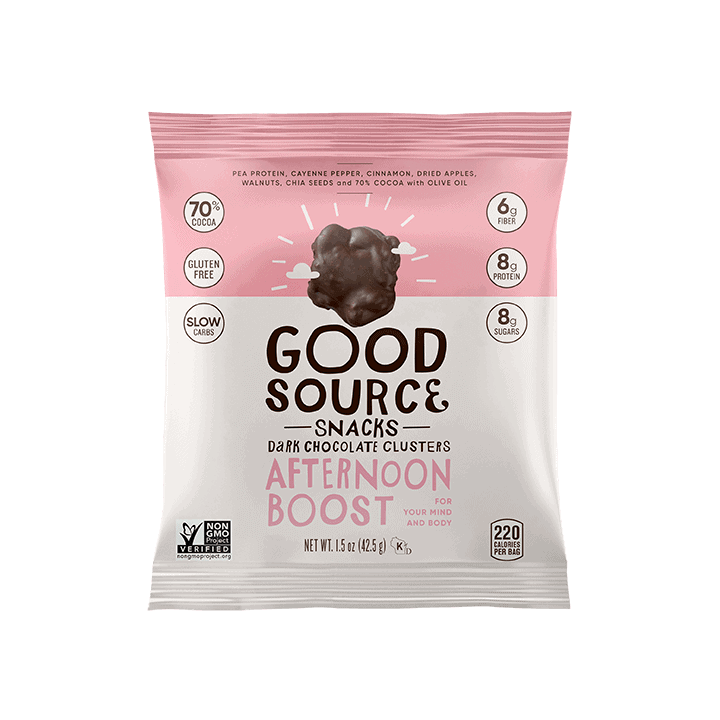 PEA PROTEIN, CAYENNE PEPPER, CINNAMON, DRIED APPLES,
WALNUTS, CHIA SEEDS and 70% COCOA with OLIVE OIL
70%
COCOA
GLUTEN
FREE
SLOW
CARBS
6g
FIBER
8g
PROTEIN
8g
SUGARS
GOOD
SOURCE
SNACKS
DARK CHOCOLATE CLUSTERS
AFTERNOON
BOOST
FOR
YOUR MIND
AND BODY
NON
GMO
Project
VERIFIED
nongmoproject.org
NET WT. 1.5 oz (42.5 g)
K
D
220
CALORIES
PER BAG